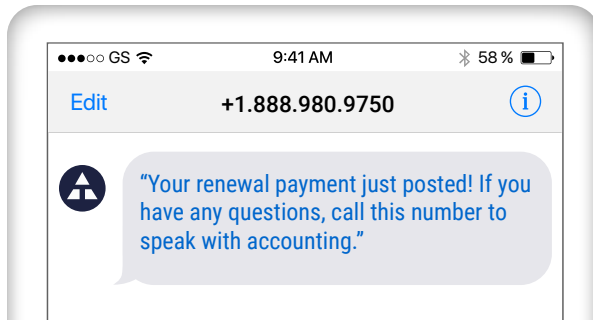 GS 9:41 AM 58 %
Edit +1.888.980.9750 i
“Your renewal payment just posted! If you
have any questions, call this number to
speak with accounting.”